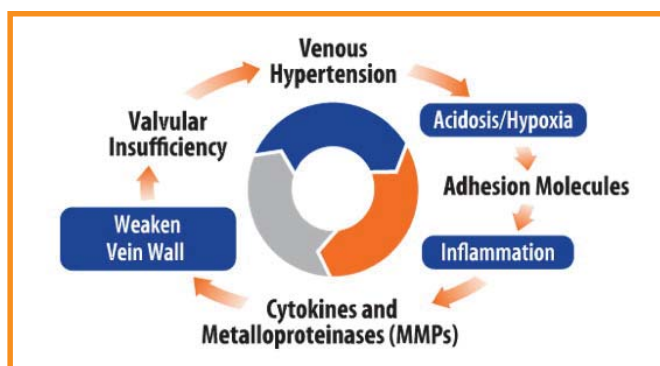 Venous
Hypertension
Acidosis/Hypoxia
Adhesion Molecules
Inflammation
Cytokines and
Metalloproteinases (MMPs)
Weaken
Vein Wall
Valvular
Insufficiency